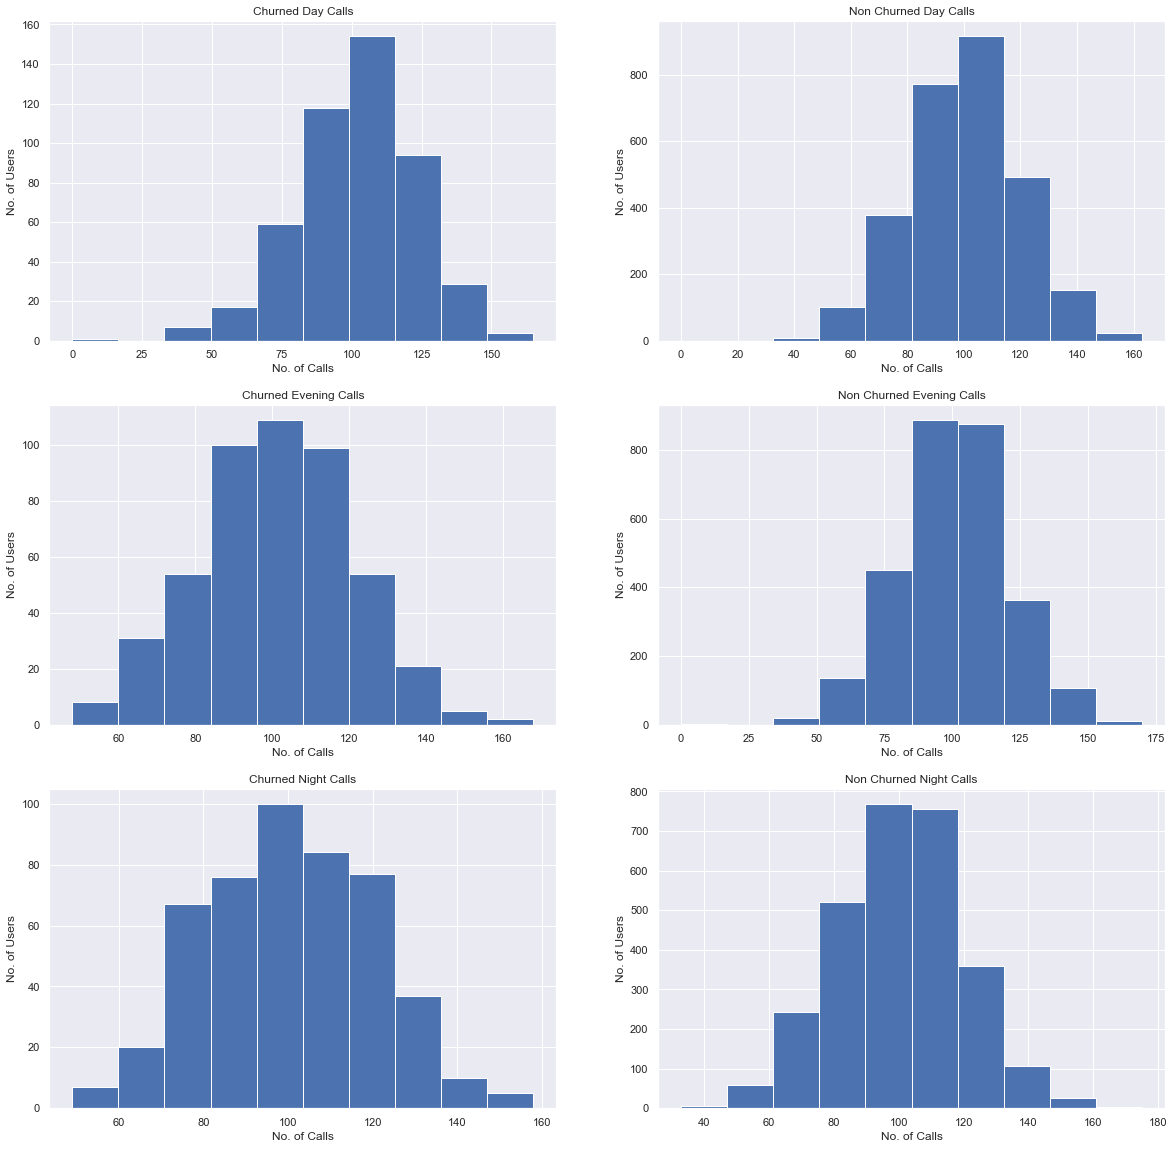 Churned Day Calls
160
140
120
100
80
60
40
20
0
No. of Users
0 25 50 75 100 125 150
No. of Calls
Non Churned Day Calls
800
600
400
200
0
No. of Users
0 20 40 60 80 100 120 140 160
No. of Calls
Churned Evening Calls
100
80
60
40
20
0
No. of Users
60 80 100 120 140 160
No. of Calls
Non Churned Evening Calls
800
600
400
200
0
No. of Users
0 25 50 75 100 125 150 175
No. of Calls
Churned Night Calls
100
80
60
40
20
0
No. of Users
60 80 100 120 140 160
No. of Calls
Non Churned Night Calls
800
700
600
500
400
300
200
100
0
No. of Users
40 60 80 100 120 140 160 180
No. of Calls